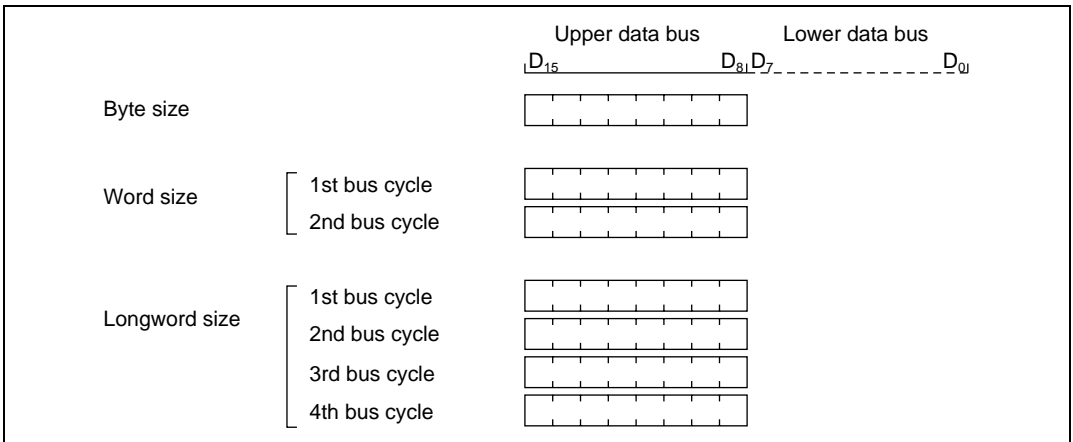 Upper data bus Lower data bus
D15 D8 D7 D0
Byte size
Word size
1st bus cycle
2nd bus cycle
Longword size
1st bus cycle
2nd bus cycle
3rd bus cycle
4th bus cycle